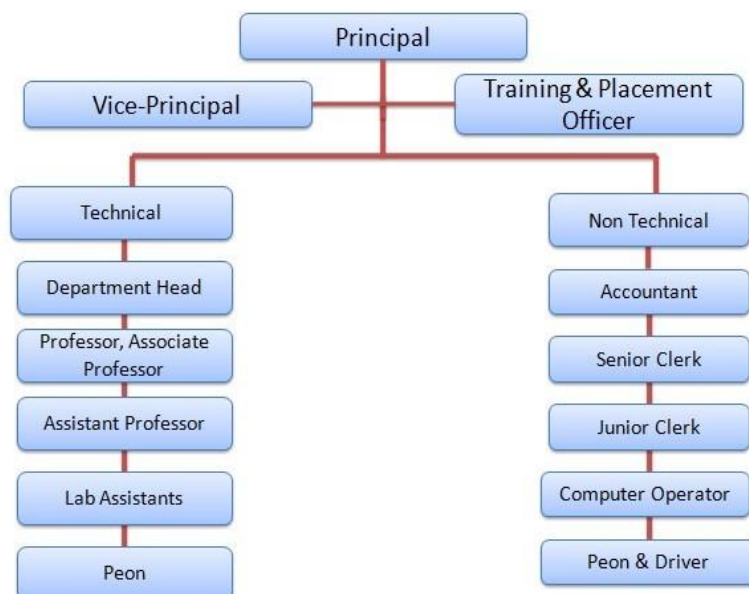 Principal
Vice-Principal
Training & Placement
Officer
Technical
Department Head
Professor, Associate
Professor
Assistant Professor
Lab Assistants
Peon
Non Technical
Accountant
Senior Clerk
Junior Clerk
Computer Operator
Peon & Driver